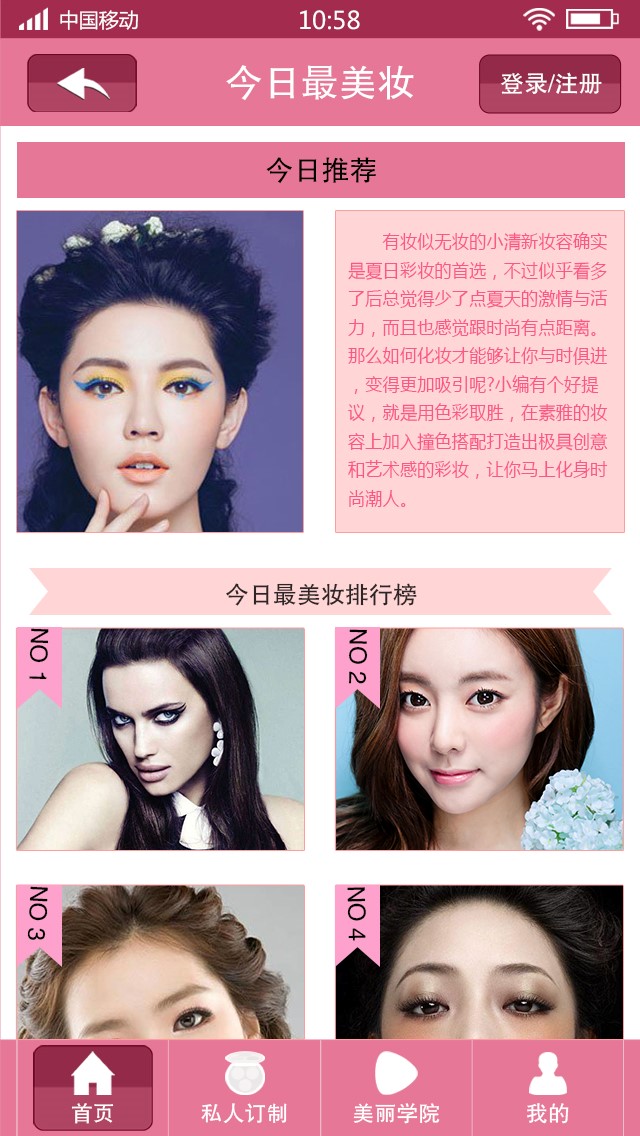 中国移动 10:58
今日最美妆 登录/注册
今日推荐
有妆似无妆的小清新妆容确实
是夏日彩妆的首选，不过似乎看多
了后总觉得少了点夏天的激情与活
力，而且也感觉跟时尚有点距离。
那么如何化妆才能够让你与时俱进
，变得更加吸引呢?小编有个好提
议，就是用色彩取胜，在素雅的妆
容上加入撞色搭配打造出极具创意
和艺术感的彩妆，让你马上化身时
尚潮人。
今日最美妆排行榜
NO 1
NO 2
NO 3
NO 4
首页 私人订制 美丽学院 我的